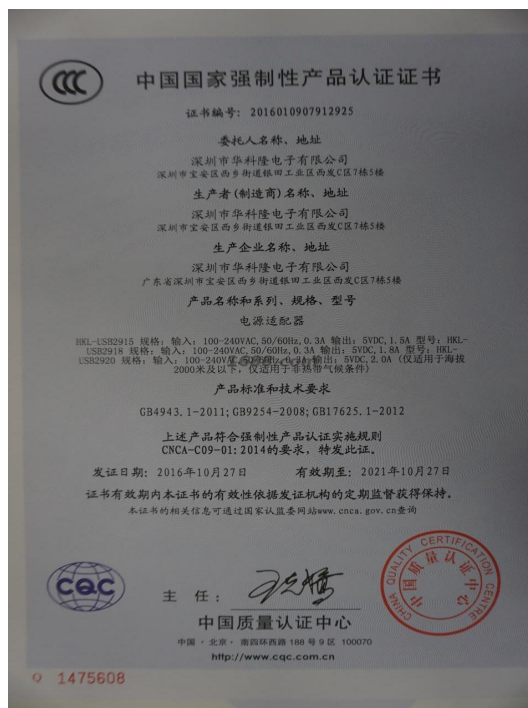 CCC
中国国家强制性产品认证证书
证书编号: 2016010907912925
委托人名称、地址
深圳市华科隆电子有限公司
深圳市宝安区西乡街道银田工业区西发C区7栋5楼
生产者(制造商)名称、地址
深圳市华科隆电子有限公司
深圳市宝安区西乡街道银田工业区西发C区7栋5楼
生产企业名称、地址
深圳市华科隆电子有限公司
广东省深圳市宝安区西乡街道银田工业区西发C区7栋5楼
产品名称和系列、规格、型号
电源适配器
HKL-USB2915 规格: 输入: 100-240VAC,50/60Hz,0.3A 输出: 5VDC,1.5A 型号: HKL-
USB2918 规格: 输入: 100-240VAC,50/60Hz,0.3A 输出: 5VDC,1.8A 型号: HKL-
USB2920 规格: 输入: 100-240VAC,50/60Hz,0.3A 输出: 5VDC,2.0A (仅适用于海拔
2000米及以下, 仅适用于非热带气候条件)
产品标准和技术要求
GB4943.1-2011;GB9254-2008;GB17625.1-2012
上述产品符合强制性产品认证实施规则
CNCA-C09-01:2014的要求, 特发此证。
发证日期: 2016年10月27日 有效期至: 2021年10月27日
证书有效期内本证书的有效性依据发证机构的定期监督获得保持。
本证书的相关信息可通过国家认监委网站www.cnca.gov.cn查询
CQC
主 任:
CHINA QUALITY CERTIFICATION CENTRE
中国质量认证中心
中国质量认证中心
中国·北京·南四环西路188号9区 100070
http://www.cqc.com.cn
Q 1475608